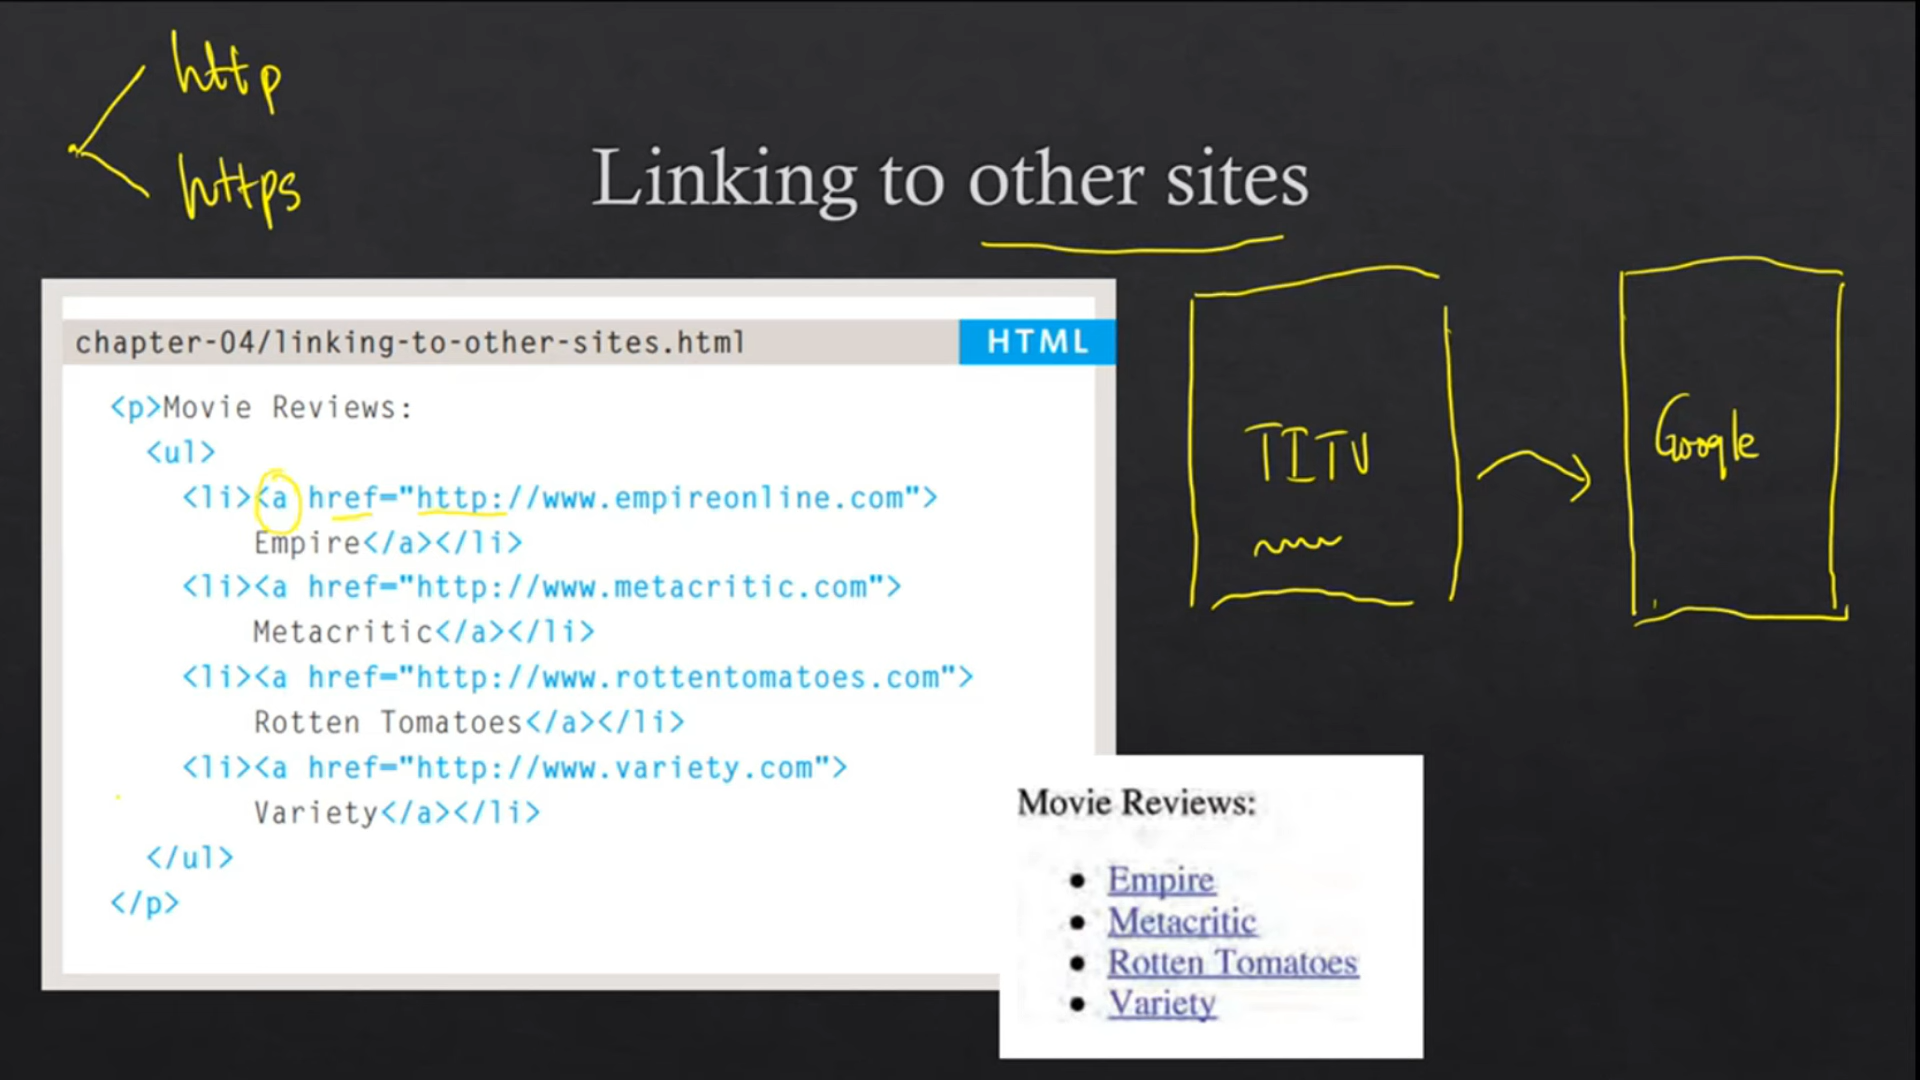 http
https
Linking to other sites
chapter-04/linking-to-other-sites.html
HTML
<p>Movie Reviews:
<ul>
<li><a href="http://www.empireonline.com">
Empire</a></li>
<li><a href="http://www.metacritic.com">
Metacritic</a></li>
<li><a href="http://www.rottentomatoes.com">
Rotten Tomatoes</a></li>
<li><a href="http://www.variety.com">
Variety</a></li>
</ul>
</p>
TITV
Google
Movie Reviews:
• Empire
• Metacritic
• Rotten Tomatoes
• Variety